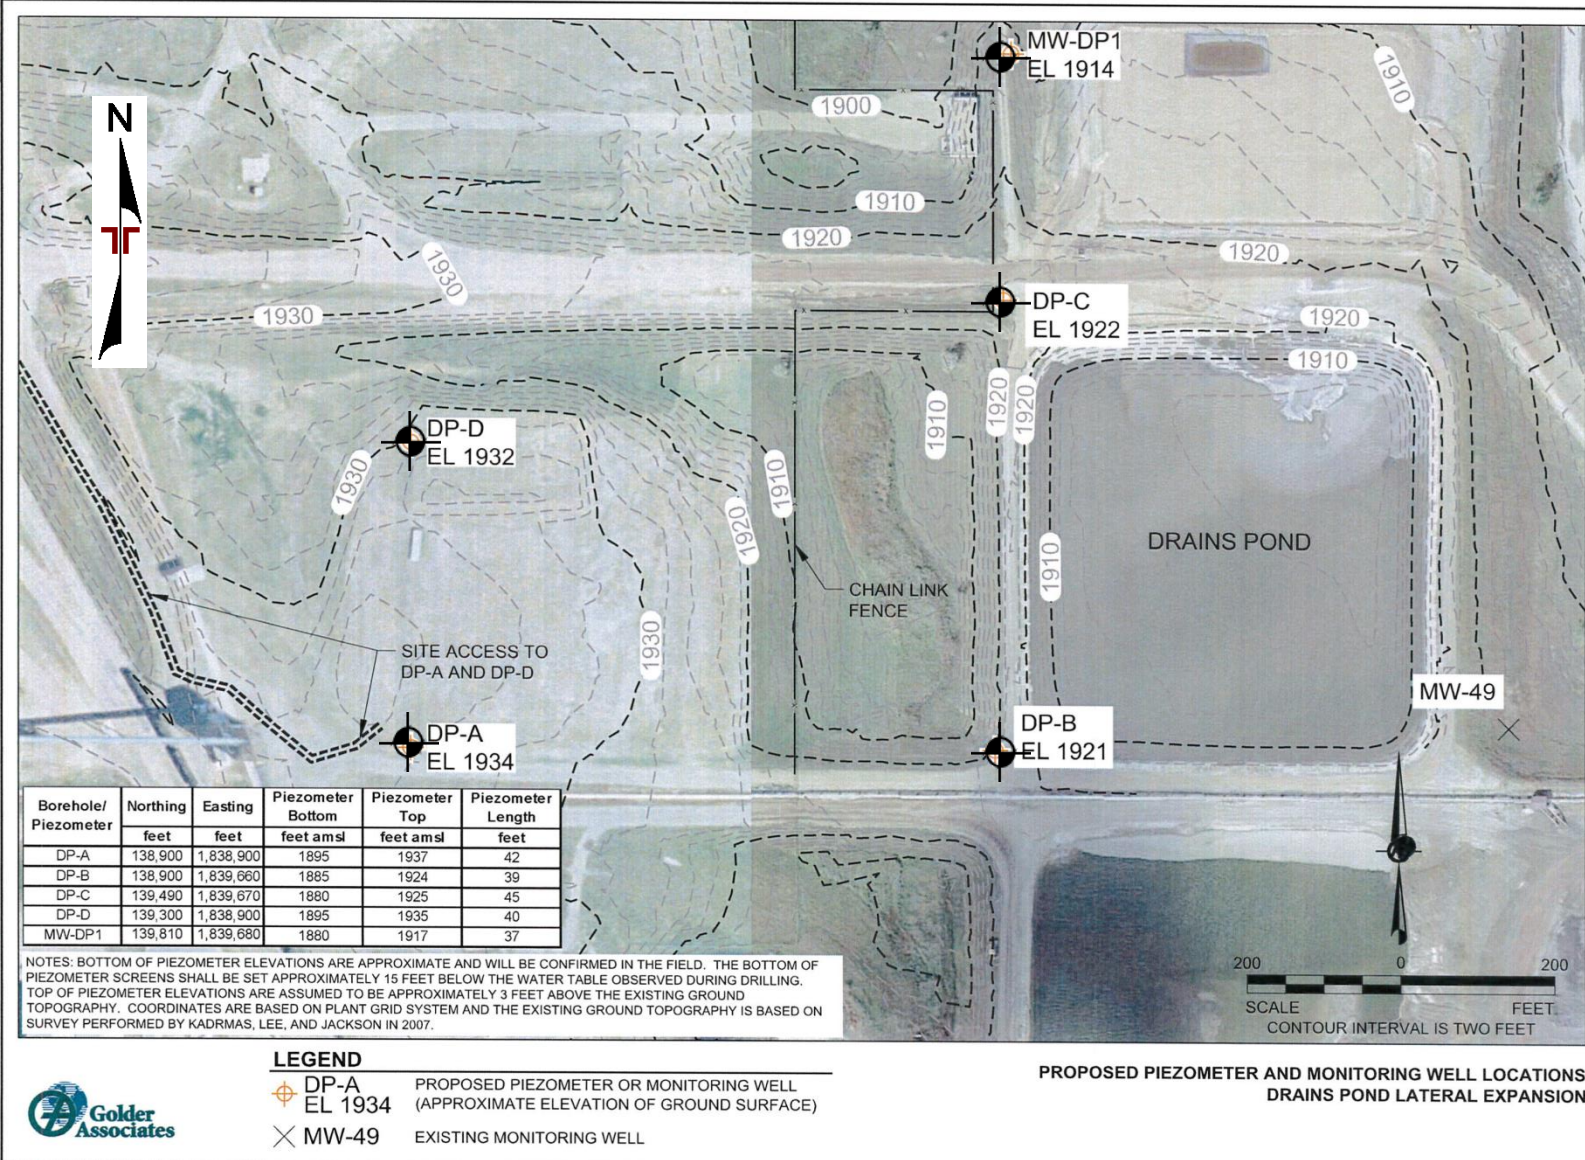 N
MW-DP1
EL 1914
1910
1900
1910
1920
1920
1930
1930
DP-C
EL 1922
1920
1910
DP-D
EL 1932
1930
1910
1920
1910
1920
1920
1910
DRAINS POND
CHAIN LINK
FENCE
1930
SITE ACCESS TO
DP-A AND DP-D
MW-49
DP-A
EL 1934
DP-B
EL 1921
Borehole/ Piezometer Northing Easting Piezometer Bottom Piezometer Top Piezometer Length
feet feet feet amsl feet amsl feet
DP-A 138,900 1,838,900 1895 1937 42
DP-B 138,900 1,839,660 1885 1924 39
DP-C 139,490 1,839,670 1880 1925 45
DP-D 139,300 1,838,900 1895 1935 40
MW-DP1 139,810 1,839,680 1880 1917 37
NOTES: BOTTOM OF PIEZOMETER ELEVATIONS ARE APPROXIMATE AND WILL BE CONFIRMED IN THE FIELD. THE BOTTOM OF
PIEZOMETER SCREENS SHALL BE SET APPROXIMATELY 15 FEET BELOW THE WATER TABLE OBSERVED DURING DRILLING.
TOP OF PIEZOMETER ELEVATIONS ARE ASSUMED TO BE APPROXIMATELY 3 FEET ABOVE THE EXISTING GROUND
TOPOGRAPHY. COORDINATES ARE BASED ON PLANT GRID SYSTEM AND THE EXISTING GROUND TOPOGRAPHY IS BASED ON
SURVEY PERFORMED BY KADRMAS, LEE, AND JACKSON IN 2007.
200 0 200
SCALE FEET
CONTOUR INTERVAL IS TWO FEET
Golder
Associates
LEGEND
DP-A
EL 1934
PROPOSED PIEZOMETER OR MONITORING WELL
(APPROXIMATE ELEVATION OF GROUND SURFACE)
MW-49 EXISTING MONITORING WELL
PROPOSED PIEZOMETER AND MONITORING WELL LOCATIONS
DRAINS POND LATERAL EXPANSION